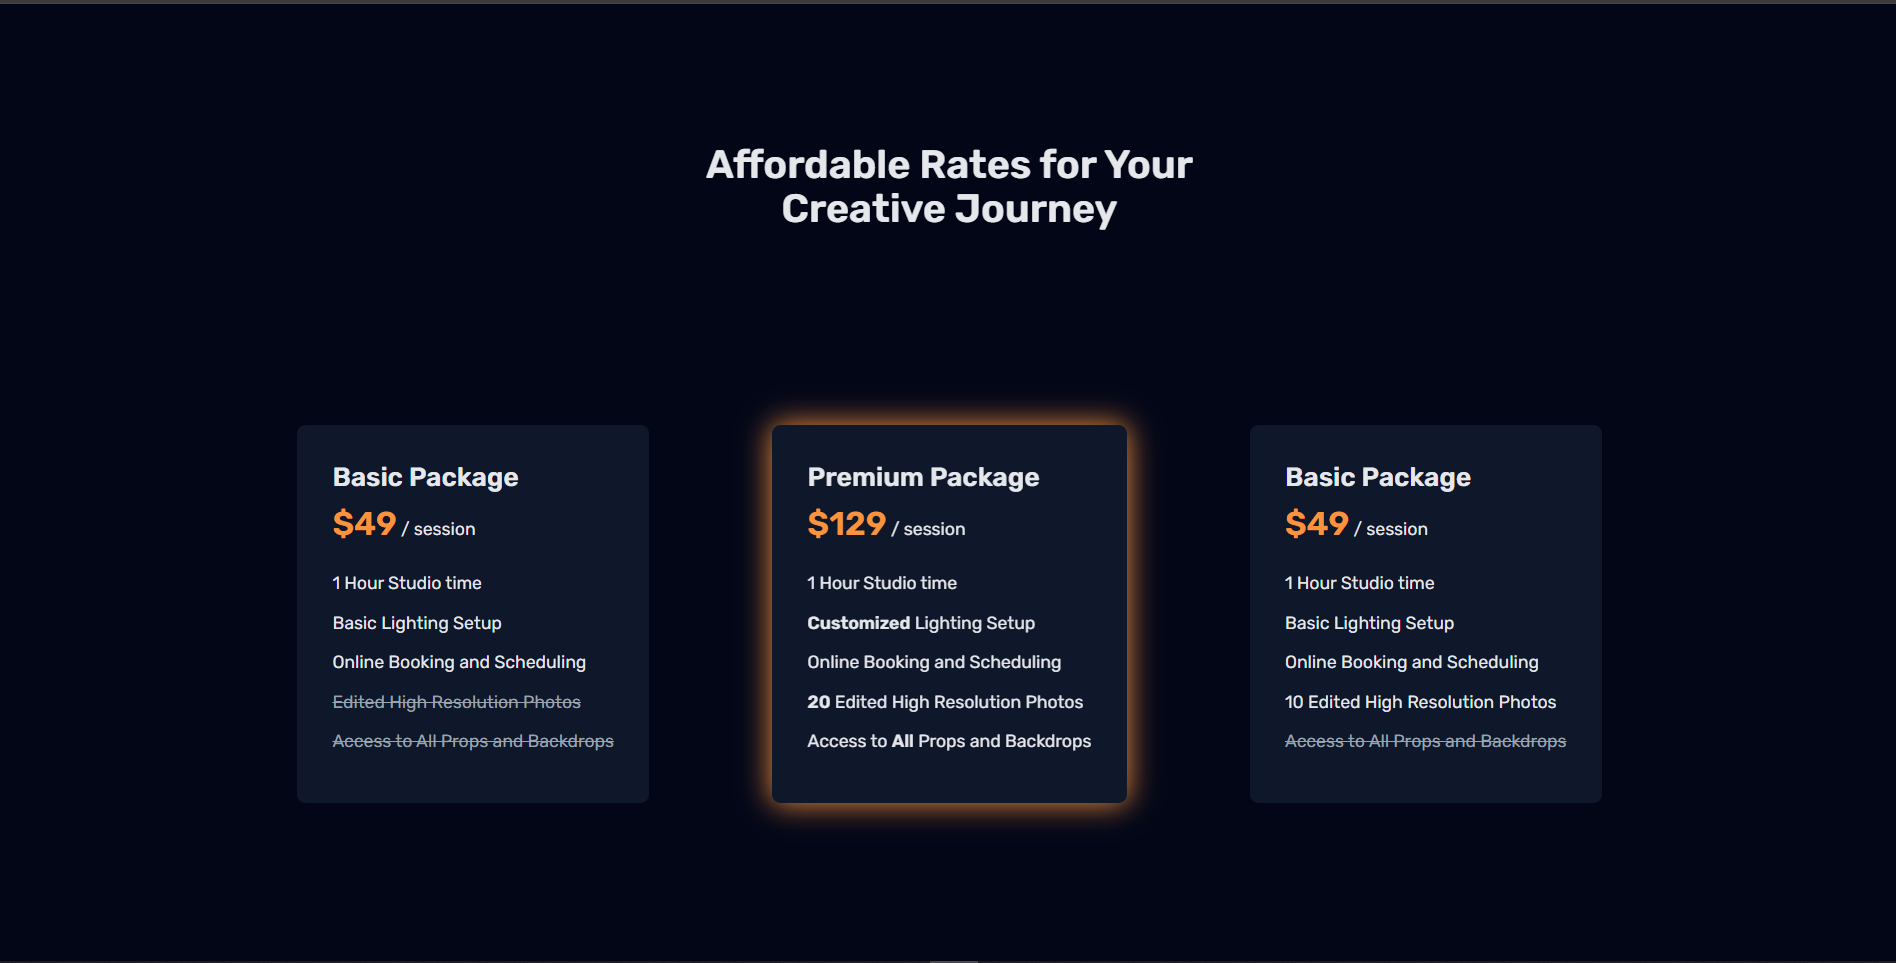 Affordable Rates for Your
Creative Journey
Basic Package
$49 / session
1 Hour Studio time
Basic Lighting Setup
Online Booking and Scheduling
Edited High Resolution Photos
Access to All Props and Backdrops
Premium Package
$129 / session
1 Hour Studio time
Customized Lighting Setup
Online Booking and Scheduling
20 Edited High Resolution Photos
Access to All Props and Backdrops
Basic Package
$49 / session
1 Hour Studio time
Basic Lighting Setup
Online Booking and Scheduling
10 Edited High Resolution Photos
Access to All Props and Backdrops